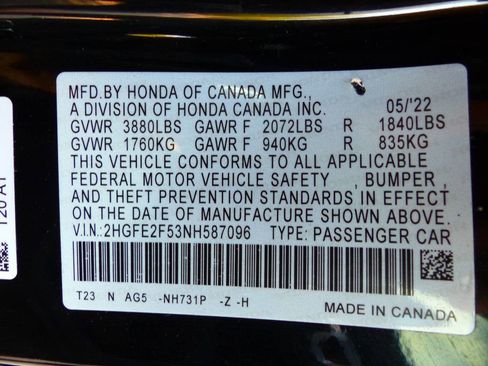 MFD.BY HONDA OF CANADA MFG.,
A DIVISION OF HONDA CANADA INC. 05/'22
GVWR 3880LBS GAWR F 2072LBS R 1840LBS
GVWR 1760KG GAWR F 940KG R 835KG
THIS VEHICLE CONFORMS TO ALL APPLICABLE
FEDERAL MOTOR VEHICLE SAFETY , BUMPER ,
AND THEFT PREVENTION STANDARDS IN EFFECT
ON THE DATE OF MANUFACTURE SHOWN ABOVE.
V.I.N: 2HGFE2F53NH587096 TYPE: PASSENGER CAR
T23 N AG5 -NH731P -Z -H
MADE IN CANADA
T20 A1